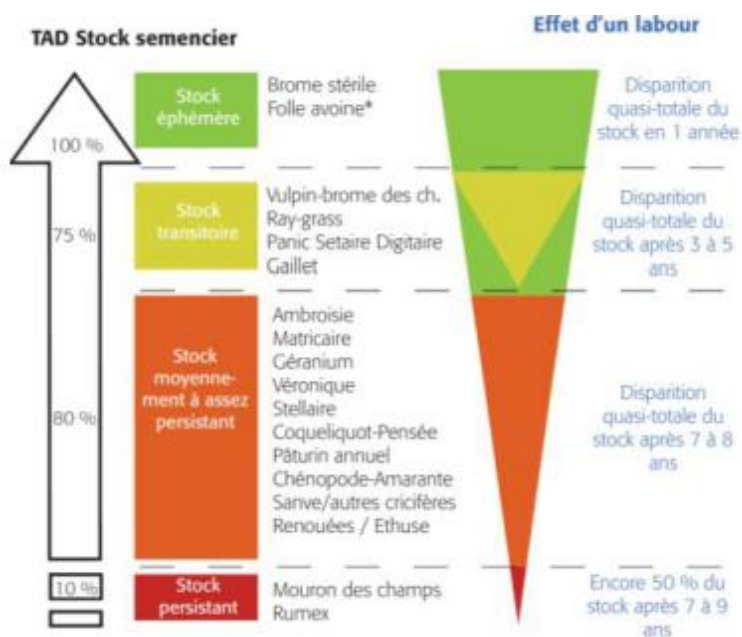 TAD Stock semencier
Effet d'un labour
100 %
Stock
éphémère
Brome stérile
Folle avoine*
Disparition
quasi-totale du
stock en 1 année
75 %
Stock
transitoire
Vulpin-brome des ch.
Ray-grass
Panic Setaire Digitaire
Gaillet
Disparition
quasi-totale du
stock après 3 à 5
ans
80 %
Stock
moyenne-
ment à assez
persistant
Ambroisie
Matricaire
Géranium
Véronique
Stellaire
Coqueliquot-Pensée
Pâturin annuel
Chénopode-Amarante
Sanve/autres cricifères
Renouées / Ethuse
Disparition
quasi-totale du
stock après 7 à 8
ans
10 %
Stock
persistant
Mouron des champs
Rumex
Encore 50 % du
stock après 7 à 9
ans